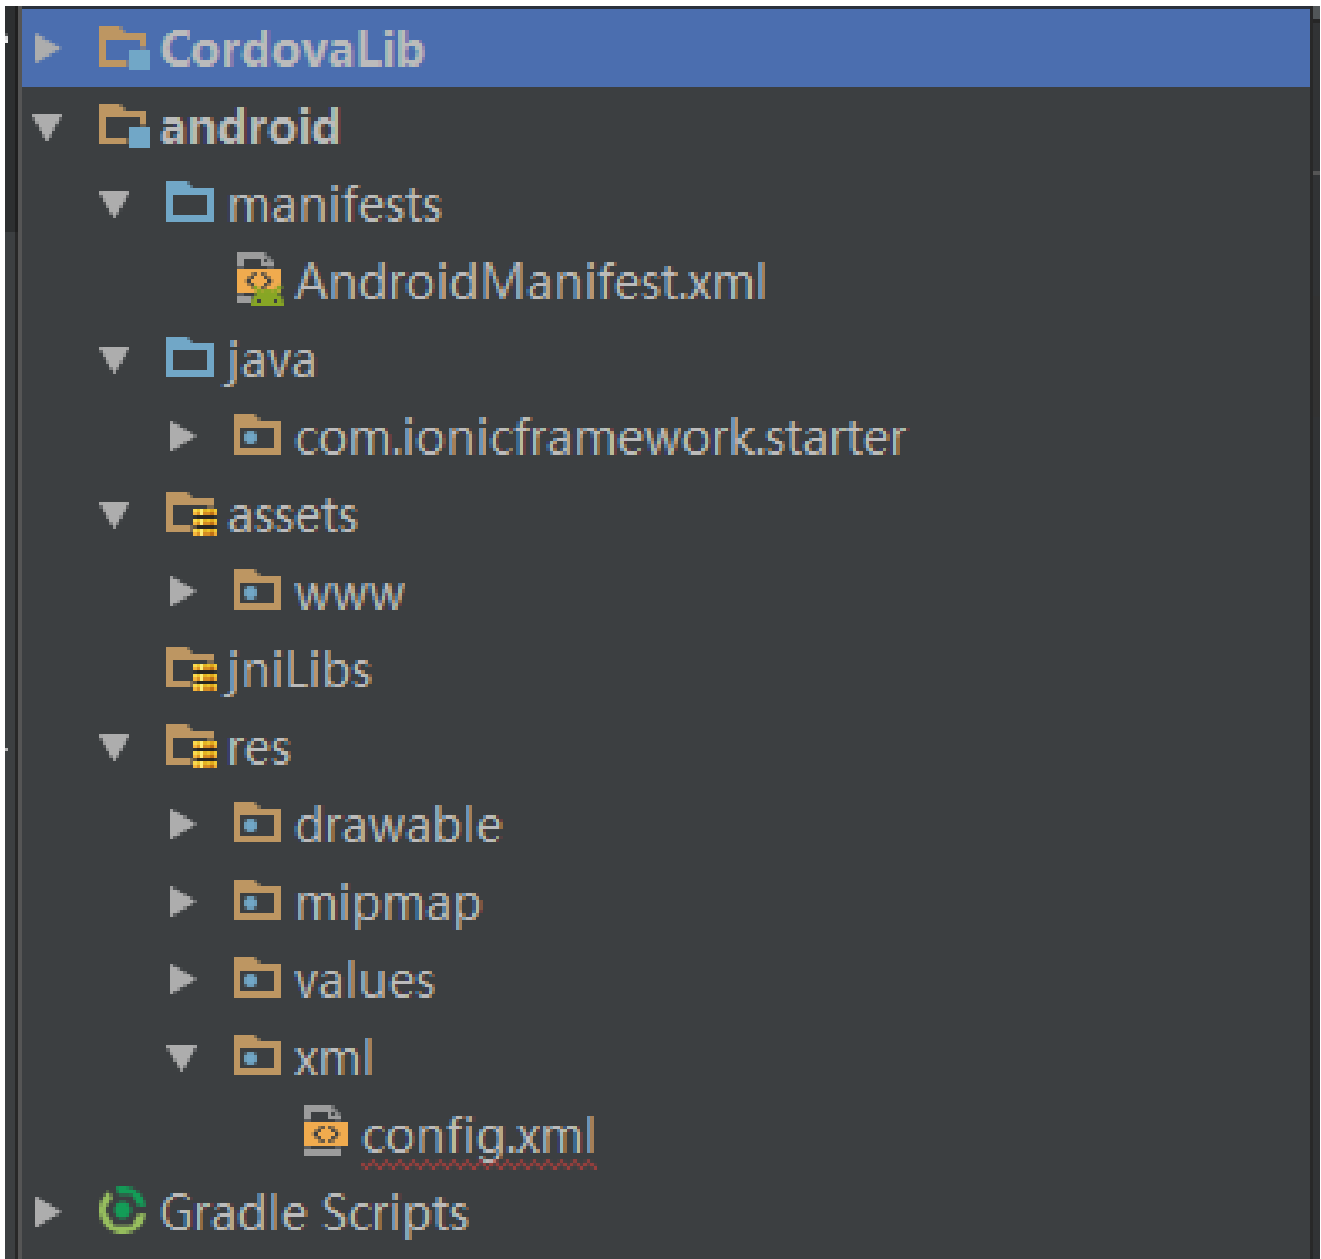 CordovaLib
android
manifests
AndroidManifest.xml
java
com.ionicframework.starter
assets
www
jniLibs
res
drawable
mipmap
values
xml
config.xml
Gradle Scripts